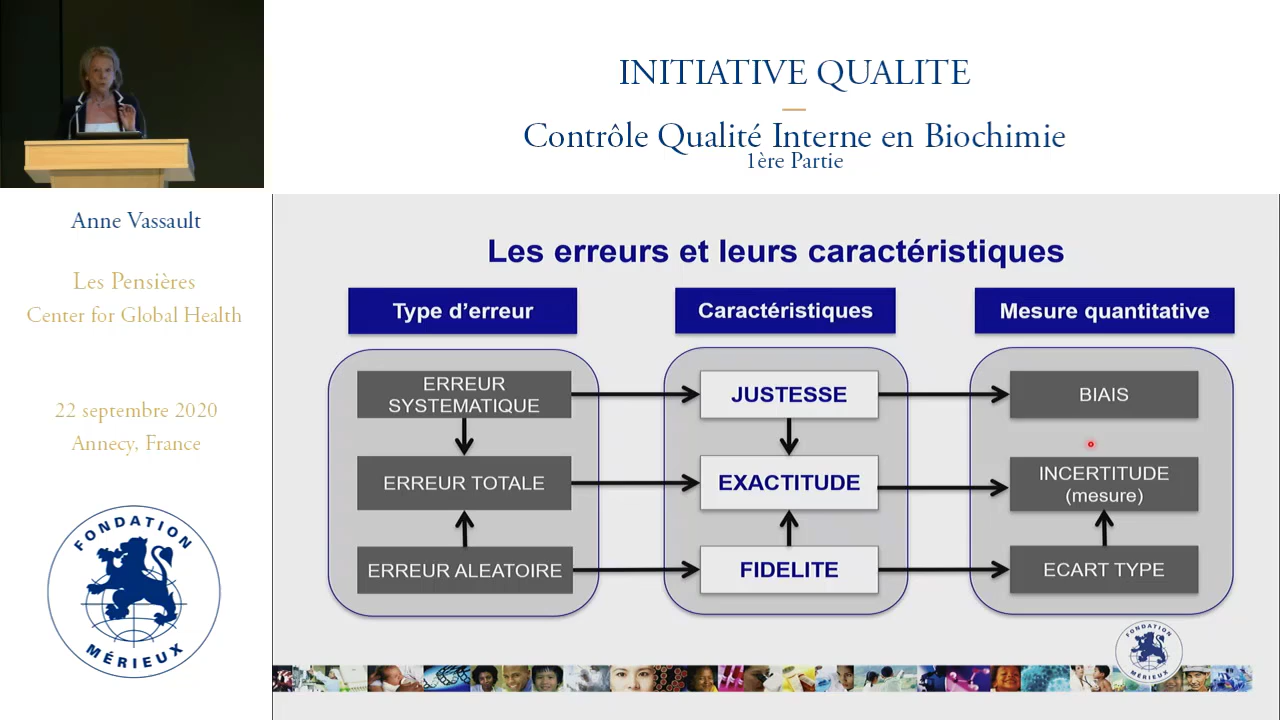 INITIATIVE QUALITE
Contrôle Qualité Interne en Biochimie
1ère Partie
Anne Vassault
Les Pensières
Center for Global Health
22 septembre 2020
Annecy, France
FONDATION
MÉRIEUX
Les erreurs et leurs caractéristiques
Type d’erreur
Caractéristiques
Mesure quantitative
ERREUR
SYSTEMATIQUE
JUSTESSE
BIAIS
ERREUR TOTALE
EXACTITUDE
INCERTITUDE
(mesure)
ERREUR ALEATOIRE
FIDELITE
ECART TYPE
FONDATION
MÉRIEUX